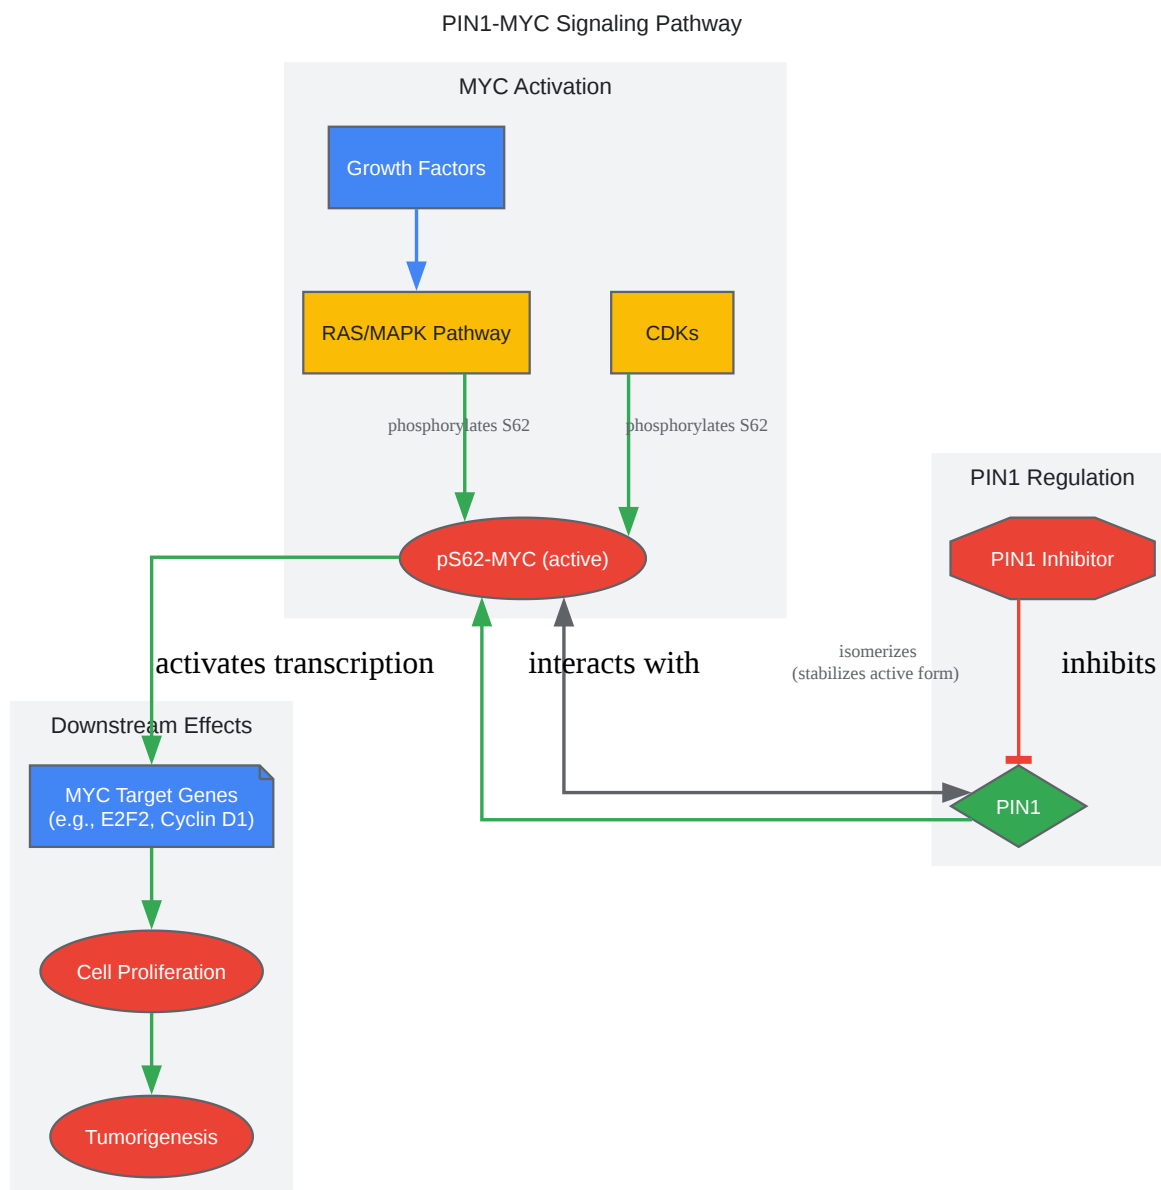 PIN1-MYC Signaling Pathway
MYC Activation
Growth Factors
RAS/MAPK Pathway
CDKs
phosphorylates S62
phosphorylates S62
pS62-MYC (active)
PIN1 Regulation
PIN1 Inhibitor
activates transcription
interacts with
isomerizes
(stabilizes active form)
inhibits
PIN1
Downstream Effects
MYC Target Genes
(e.g., E2F2, Cyclin D1)
Cell Proliferation
Tumorigenesis